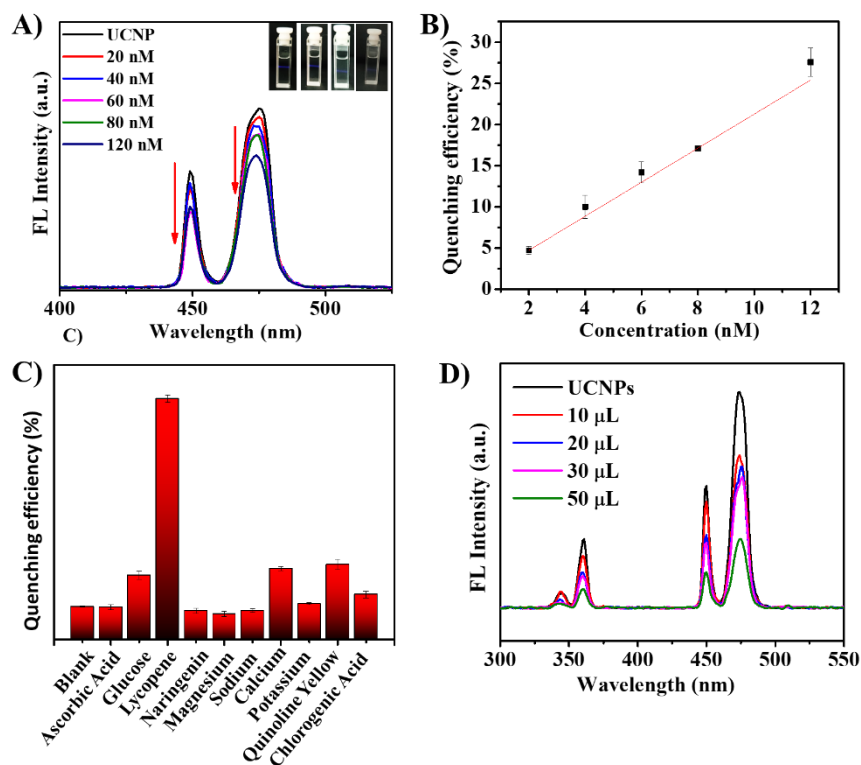 A)
UCNP
20 nM
40 nM
60 nM
80 nM
120 nM
FL Intensity (a.u.)
400
450
500
Wavelength (nm)
C)
B)
Quenching efficiency (%)
30
25
20
15
10
5
0
2
4
6
8
10
12
Concentration (nM)
C)
Quenching efficiency (%)
Blank
Ascorbic Acid
Glucose
Lycopene
Naringenin
Magnesium
Sodium
Calcium
Potassium
Quinoline Yellow
Chlorogenic Acid
D)
UCNPs
10 μL
20 μL
30 μL
50 μL
FL Intensity (a.u.)
300
350
400
450
500
550
Wavelength (nm)